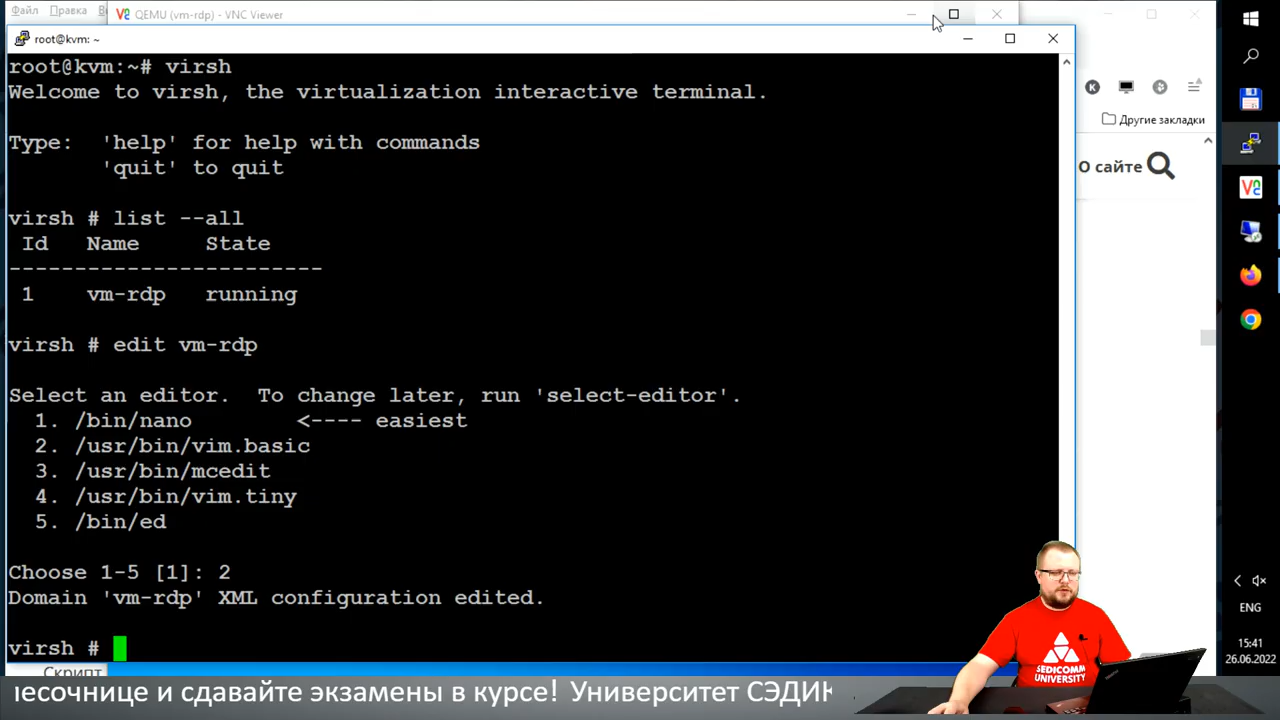 Файл Правка В
QEMU (vm-rdp) - VNC Viewer
root@kvm: ~
root@kvm:~# virsh
Welcome to virsh, the virtualization interactive terminal.
Type:  'help' for help with commands
'quit' to quit
virsh # list --all
Id   Name     State
------------------------
1    vm-rdp   running
virsh # edit vm-rdp
Select an editor.  To change later, run 'select-editor'.
1. /bin/nano        <---- easiest
2. /usr/bin/vim.basic
3. /usr/bin/mcedit
4. /usr/bin/vim.tiny
5. /bin/ed
Choose 1-5 [1]: 2
Domain 'vm-rdp' XML configuration edited.
virsh #
Другие закладки
О сайте
ENG
15:41
26.06.2022
SEDICOMM
UNIVERSITY
Скрипт
песочнице и сдавайте экзамены в курсе! Университет СЭДИК